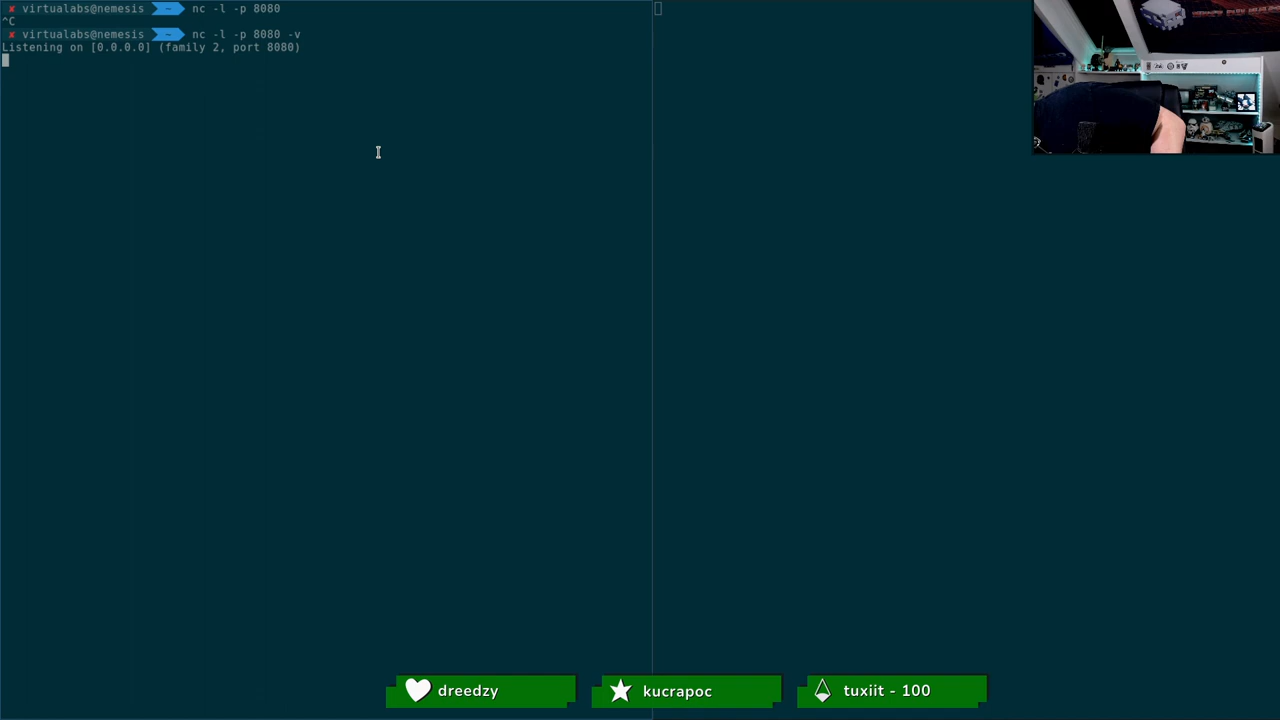 ✘ virtualabs@nemesis ~ nc -l -p 8080
^C
✘ virtualabs@nemesis ~ nc -l -p 8080 -v
Listening on [0.0.0.0] (family 2, port 8080)
dreedzy
kucrapoc
tuxiit - 100